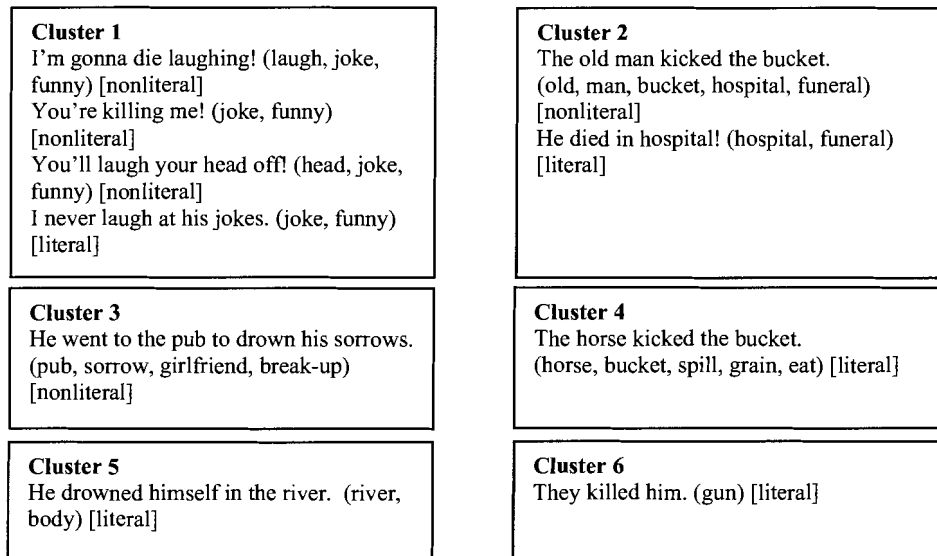 Cluster 1
I'm gonna die laughing! (laugh, joke,
funny) [nonliteral]
You're killing me! (joke, funny)
[nonliteral]
You'll laugh your head off! (head, joke,
funny) [nonliteral]
I never laugh at his jokes. (joke, funny)
[literal]
Cluster 2
The old man kicked the bucket.
(old, man, bucket, hospital, funeral)
[nonliteral]
He died in hospital! (hospital, funeral)
[literal]
Cluster 3
He went to the pub to drown his sorrows.
(pub, sorrow, girlfriend, break-up)
[nonliteral]
Cluster 4
The horse kicked the bucket.
(horse, bucket, spill, grain, eat) [literal]
Cluster 5
He drowned himself in the river. (river,
body) [literal]
Cluster 6
They killed him. (gun) [literal]